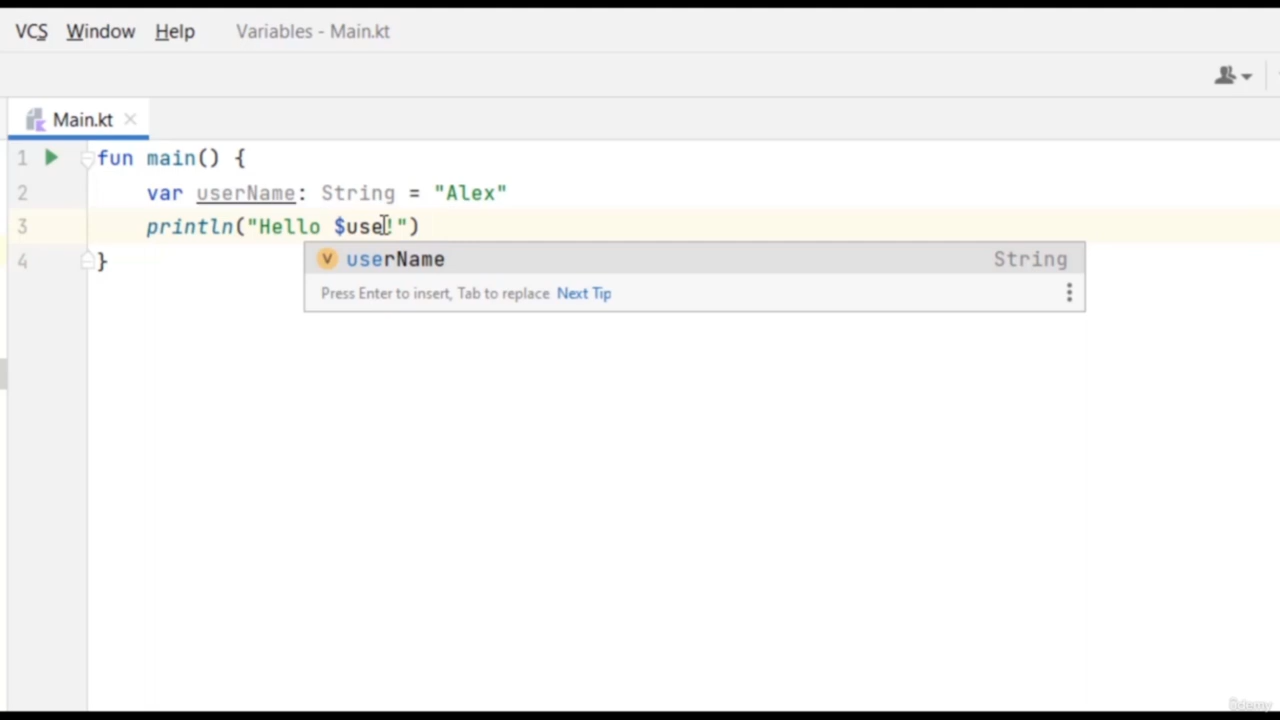 VCS Window Help Variables - Main.kt
Main.kt
1 fun main() {
2 var userName: String = "Alex"
3 println("Hello $use!")
4 }
V userName String
Press Enter to insert, Tab to replace Next Tip
Udemy